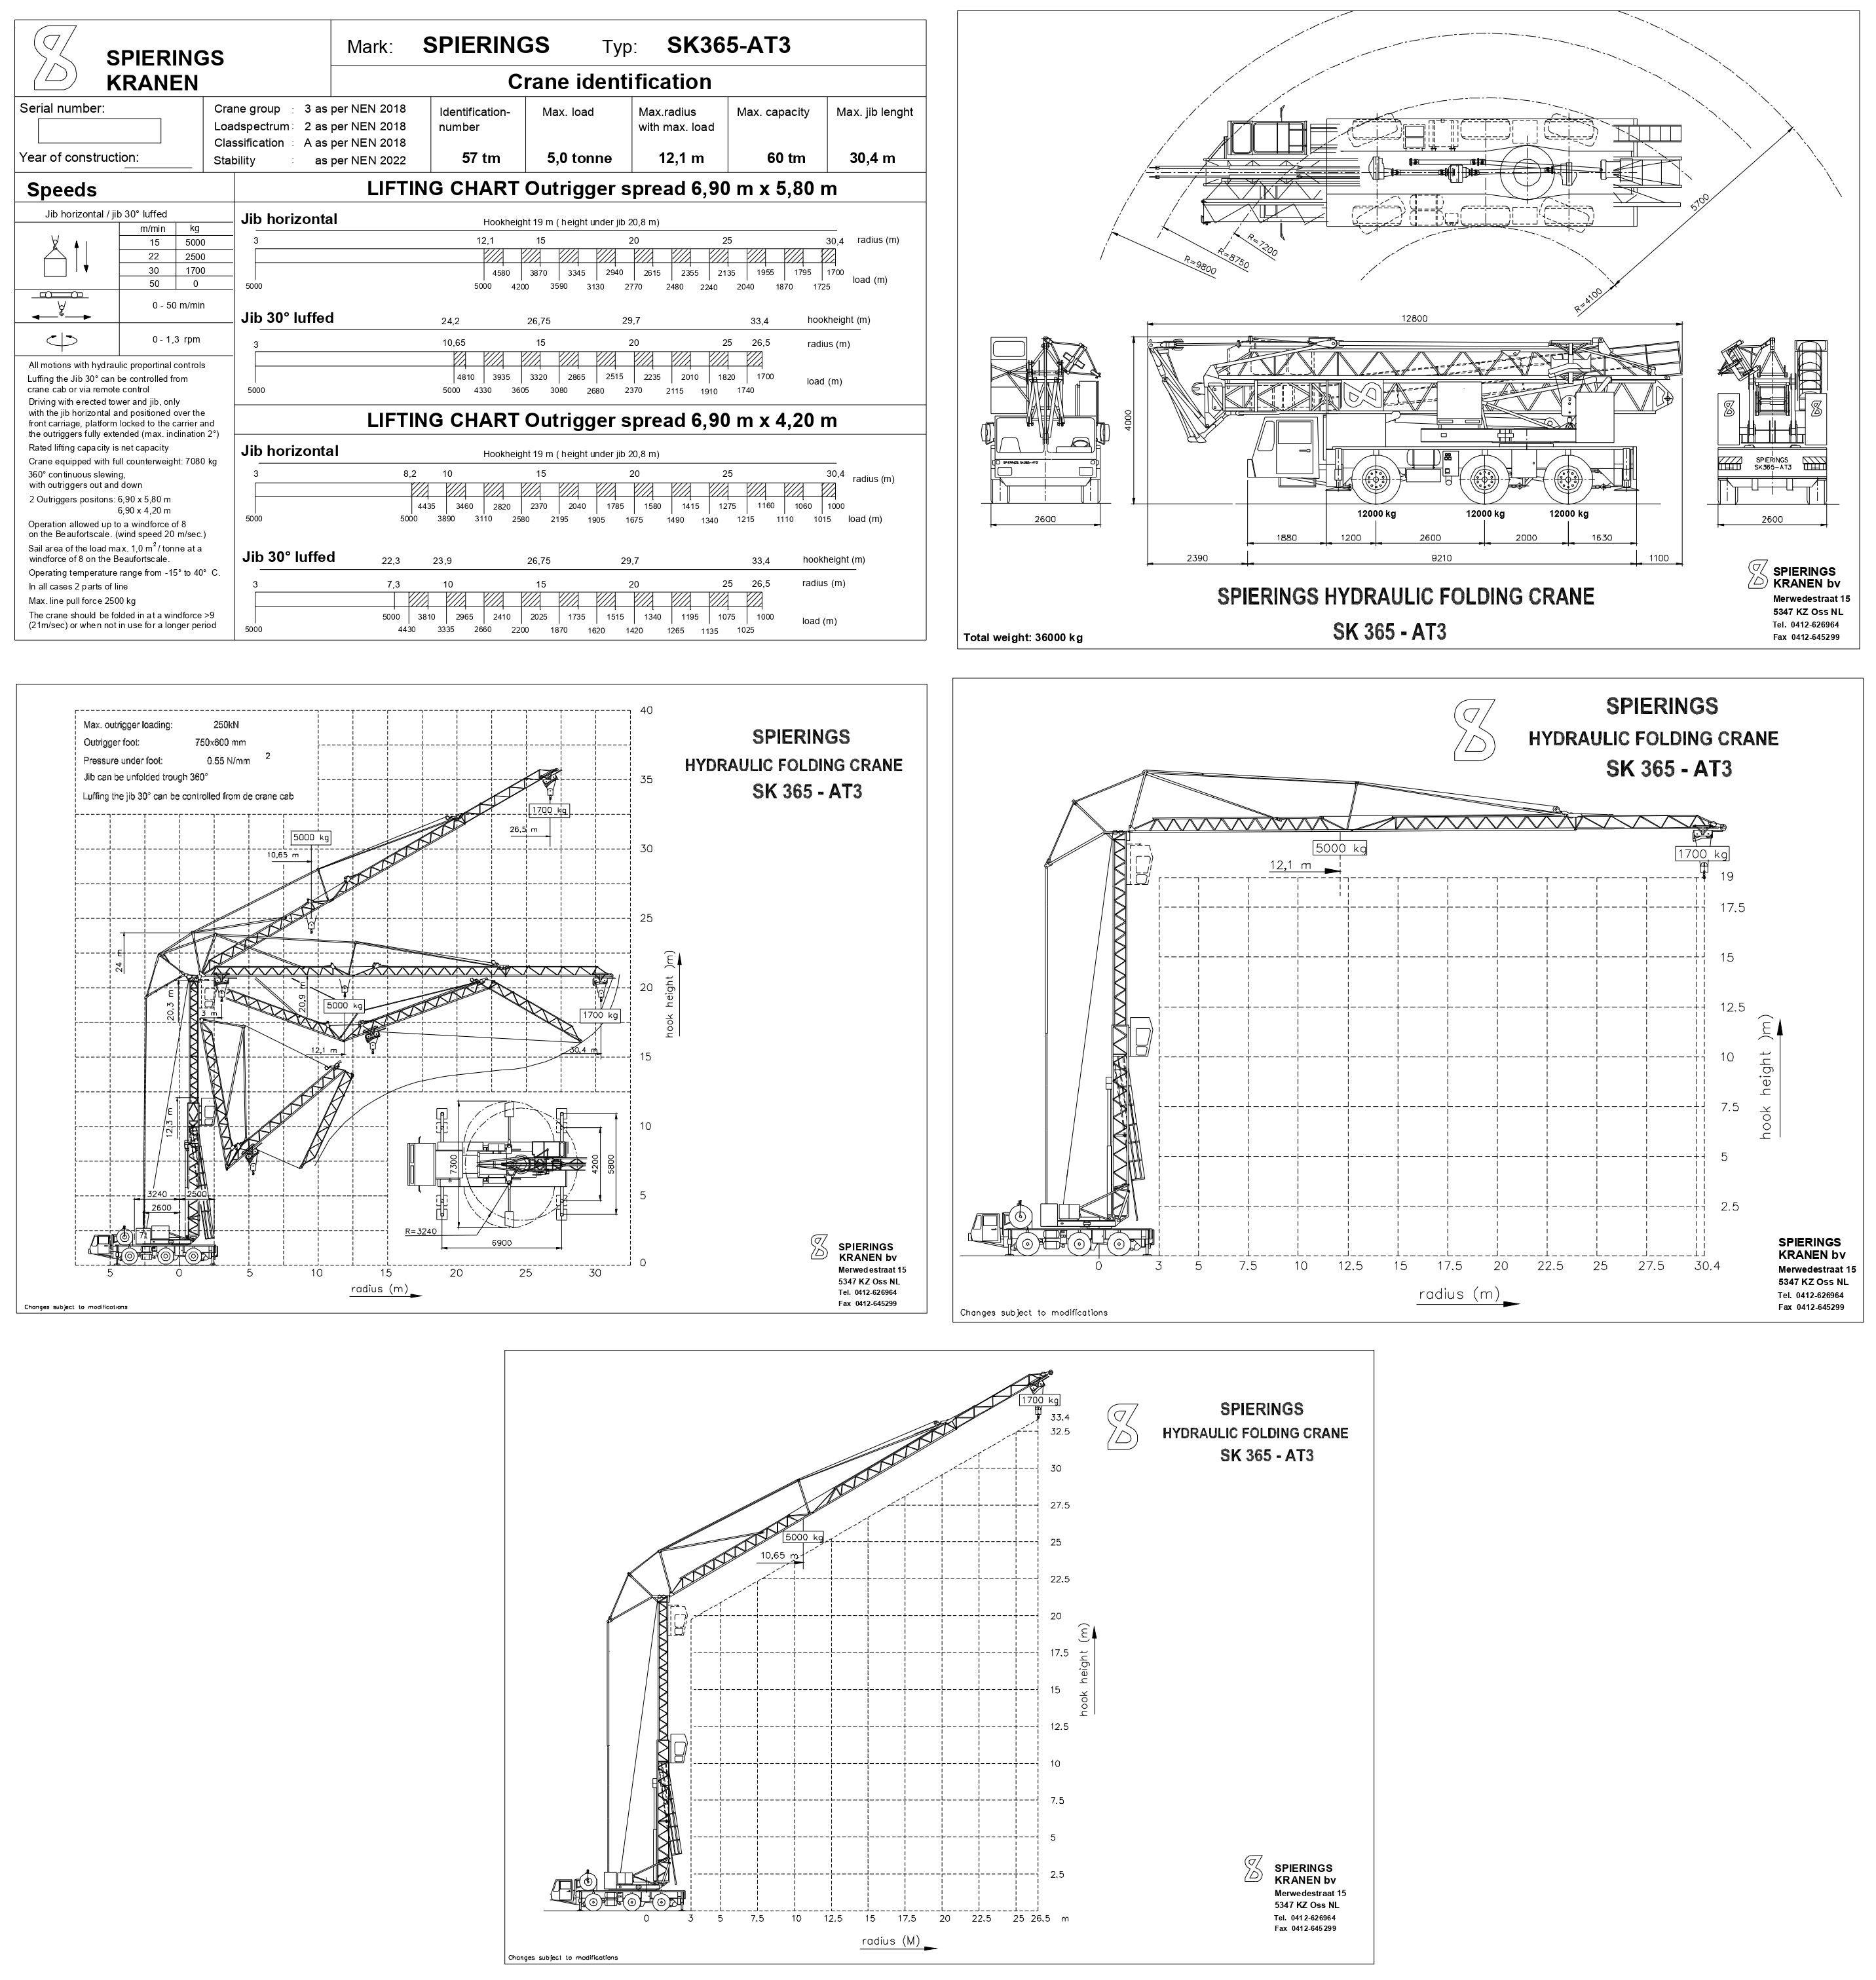 SPIERINGS
KRANEN
Mark: SPIERINGS Typ: SK365-AT3
Crane identification
Serial number:
Year of construction:
Crane group : 3 as per NEN 2018
Loadspectrum : 2 as per NEN 2018
Classification : A as per NEN 2018
Stability : as per NEN 2022
Identification-
number
57 tm
Max. load
5,0 tonne
Max.radius
with max. load
12,1 m
Max. capacity
60 tm
Max. jib lenght
30,4 m
Speeds
Jib horizontal / jib 30° luffed
m/min kg
15 5000
22 2500
30 1700
50 0
0 - 50 m/min
0 - 1,3 rpm
All motions with hydraulic proportinal controls
Luffing the Jib 30° can be controlled from
crane cab or via remote control
Driving with erected tower and jib, only
with the jib horizontal and positioned over the
front carriage, platform locked to the carrier and
the outriggers fully extended (max. inclination 2°)
Rated lifting capacity is net capacity
Crane equipped with full counterweight: 7080 kg
360° continuous slewing,
with outriggers out and down
2 Outriggers positons: 6,90 x 5,80 m
6,90 x 4,20 m
Operation allowed up to a windforce of 8
on the Beaufortscale. (wind speed 20 m/sec.)
Sail area of the load max. 1,0 m2 / tonne at a
windforce of 8 on the Beaufortscale.
Operating temperature range from -15° to 40° C.
In all cases 2 parts of line
Max. line pull force 2500 kg
The crane should be folded in at a windforce >9
(21m/sec) or when not in use for a longer period
LIFTING CHART Outrigger spread 6,90 m x 5,80 m
Jib horizontal
Hookheight 19 m ( height under jib 20,8 m)
3 12,1 15 20 25 30,4 radius (m)
4580 3870 3345 2940 2615 2355 2135 1955 1795 1700
5000 5000 4200 3590 3130 2770 2480 2240 2040 1870 1725 load (m)
Jib 30° luffed
24,2 26,75 29,7 33,4 hookheight (m)
3 10,65 15 20 25 26,5 radius (m)
4810 3935 3320 2865 2515 2235 2010 1820 1700
5000 5000 4330 3605 3080 2680 2370 2115 1910 1740 load (m)
LIFTING CHART Outrigger spread 6,90 m x 4,20 m
Jib horizontal
Hookheight 19 m ( height under jib 20,8 m)
3 8,2 10 15 20 25 30,4 radius (m)
4435 3460 2820 2370 2040 1785 1580 1415 1275 1160 1060 1000
5000 5000 3890 3110 2580 2195 1905 1675 1490 1340 1215 1110 1015 load (m)
Jib 30° luffed
22,3 23,9 26,75 29,7 33,4 hookheight (m)
3 7,3 10 15 20 25 26,5 radius (m)
5000 3810 2965 2410 2025 1735 1515 1340 1195 1075 1000
5000 4430 3335 2660 2200 1870 1620 1420 1265 1135 1025 load (m)
R=9800
R=8750
R=7200
5700
R=4100
12800
4000
SPIERINGS
SK365-AT3
2600
12000 kg 12000 kg 12000 kg
1880 1200 2600 2000 1630
2390 9210 1100
2600
SPIERINGS HYDRAULIC FOLDING CRANE
SK 365 - AT3
Total weight: 36000 kg
SPIERINGS
KRANEN bv
Merwedestraat 15
5347 KZ Oss NL
Tel. 0412-626964
Fax 0412-645299
Max. outrigger loading: 250kN
Outrigger foot: 750x600 mm
Pressure under foot: 0.55 N/mm 2
Jib can be unfolded trough 360°
Luffing the jib 30° can be controlled from de crane cab
SPIERINGS
HYDRAULIC FOLDING CRANE
SK 365 - AT3
40
35
30
25
20
15
10
5
0
hook height )m)
1700 kg
26,5 m
5000 kg
10,65 m
24 m
20,3 m
3 m
20,9 m
5000 kg
1700 kg
12,1 m
30,4 m
12,3 m
3240 2500
2600
7300
4200
5800
R=3240
6900
5 0 5 10 15 20 25 30
radius (m)
Changes subject to modifications
SPIERINGS
KRANEN bv
Merwedestraat 15
5347 KZ Oss NL
Tel. 0412-626964
Fax 0412-645299
SPIERINGS
HYDRAULIC FOLDING CRANE
SK 365 - AT3
5000 kg
12,1 m
1700 kg
19
17.5
15
12.5
10
7.5
5
2.5
hook height )m)
0 3 5 7.5 10 12.5 15 17.5 20 22.5 25 27.5 30.4
radius (m)
Changes subject to modifications
SPIERINGS
KRANEN bv
Merwedestraat 15
5347 KZ Oss NL
Tel. 0412-626964
Fax 0412-645299
SPIERINGS
HYDRAULIC FOLDING CRANE
SK 365 - AT3
1700 kg
33,4
32.5
30
27.5
25
22.5
20
17.5
15
12.5
10
7.5
5
2.5
5000 kg
10,65 m
hook height (m)
0 3 5 7.5 10 12.5 15 17,5 20 22.5 25 26.5 m
radius (M)
Changes subject to modifications
SPIERINGS
KRANEN bv
Merwedestraat 15
5347 KZ Oss NL
Tel. 0412-626964
Fax 0412-645299